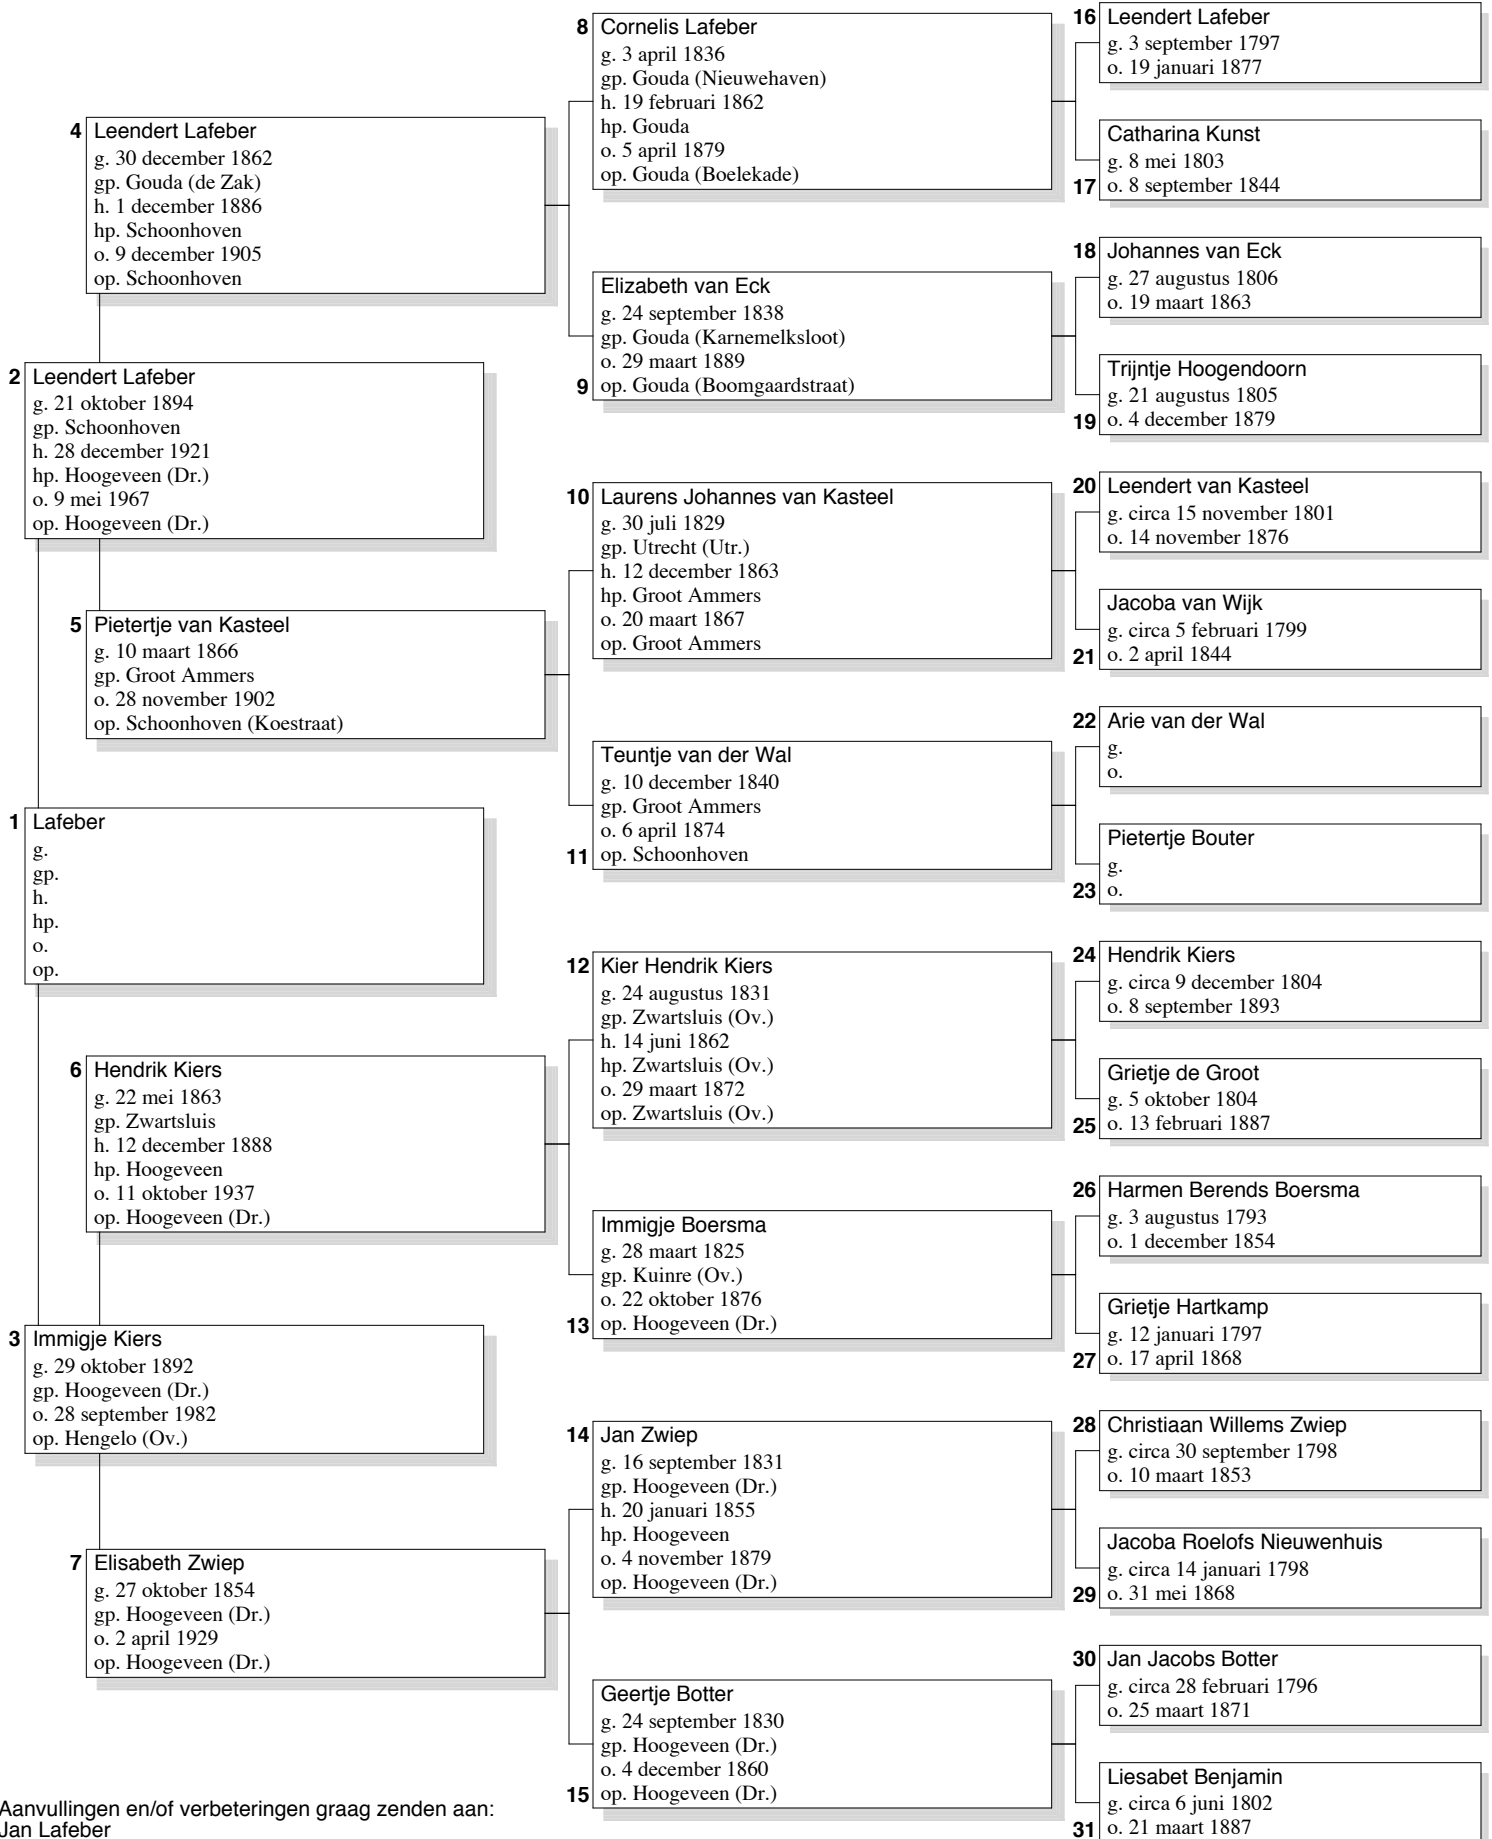 1 Lafeber
g.
gp.
h.
hp.
o.
op.
2 Leendert Lafeber
g. 21 oktober 1894
gp. Schoonhoven
h. 28 december 1921
hp. Hoogeveen (Dr.)
o. 9 mei 1967
op. Hoogeveen (Dr.)
3 Immigje Kiers
g. 29 oktober 1892
gp. Hoogeveen (Dr.)
o. 28 september 1982
op. Hengelo (Ov.)
4 Leendert Lafeber
g. 30 december 1862
gp. Gouda (de Zak)
h. 1 december 1886
hp. Schoonhoven
o. 9 december 1905
op. Schoonhoven
5 Pietertje van Kasteel
g. 10 maart 1866
gp. Groot Ammers
o. 28 november 1902
op. Schoonhoven (Koestraat)
6 Hendrik Kiers
g. 22 mei 1863
gp. Zwartsluis
h. 12 december 1888
hp. Hoogeveen
o. 11 oktober 1937
op. Hoogeveen (Dr.)
7 Elisabeth Zwiep
g. 27 oktober 1854
gp. Hoogeveen (Dr.)
o. 2 april 1929
op. Hoogeveen (Dr.)
8 Cornelis Lafeber
g. 3 april 1836
gp. Gouda (Nieuwehaven)
h. 19 februari 1862
hp. Gouda
o. 5 april 1879
op. Gouda (Boelekade)
Elizabeth van Eck
g. 24 september 1838
gp. Gouda (Karnemelksloot)
o. 29 maart 1889
9 op. Gouda (Boomgaardstraat)
10 Laurens Johannes van Kasteel
g. 30 juli 1829
gp. Utrecht (Utr.)
h. 12 december 1863
hp. Groot Ammers
o. 20 maart 1867
op. Groot Ammers
Teuntje van der Wal
g. 10 december 1840
gp. Groot Ammers
o. 6 april 1874
11 op. Schoonhoven
12 Kier Hendrik Kiers
g. 24 augustus 1831
gp. Zwartsluis (Ov.)
h. 14 juni 1862
hp. Zwartsluis (Ov.)
o. 29 maart 1872
op. Zwartsluis (Ov.)
Immigje Boersma
g. 28 maart 1825
gp. Kuinre (Ov.)
o. 22 oktober 1876
13 op. Hoogeveen (Dr.)
14 Jan Zwiep
g. 16 september 1831
gp. Hoogeveen (Dr.)
h. 20 januari 1855
hp. Hoogeveen
o. 4 november 1879
op. Hoogeveen (Dr.)
Geertje Botter
g. 24 september 1830
gp. Hoogeveen (Dr.)
o. 4 december 1860
15 op. Hoogeveen (Dr.)
16 Leendert Lafeber
g. 3 september 1797
o. 19 januari 1877
Catharina Kunst
g. 8 mei 1803
17 o. 8 september 1844
18 Johannes van Eck
g. 27 augustus 1806
o. 19 maart 1863
Trijntje Hoogendoorn
g. 21 augustus 1805
19 o. 4 december 1879
20 Leendert van Kasteel
g. circa 15 november 1801
o. 14 november 1876
Jacoba van Wijk
g. circa 5 februari 1799
21 o. 2 april 1844
22 Arie van der Wal
g.
o.
Pietertje Bouter
g.
23 o.
24 Hendrik Kiers
g. circa 9 december 1804
o. 8 september 1893
Grietje de Groot
g. 5 oktober 1804
25 o. 13 februari 1887
26 Harmen Berends Boersma
g. 3 augustus 1793
o. 1 december 1854
Grietje Hartkamp
g. 12 januari 1797
27 o. 17 april 1868
28 Christiaan Willems Zwiep
g. circa 30 september 1798
o. 10 maart 1853
Jacoba Roelofs Nieuwenhuis
g. circa 14 januari 1798
29 o. 31 mei 1868
30 Jan Jacobs Botter
g. circa 28 februari 1796
o. 25 maart 1871
Liesabet Benjamin
g. circa 6 juni 1802
31 o. 21 maart 1887
Aanvullingen en/of verbeteringen graag zenden aan:
Jan Lafeber